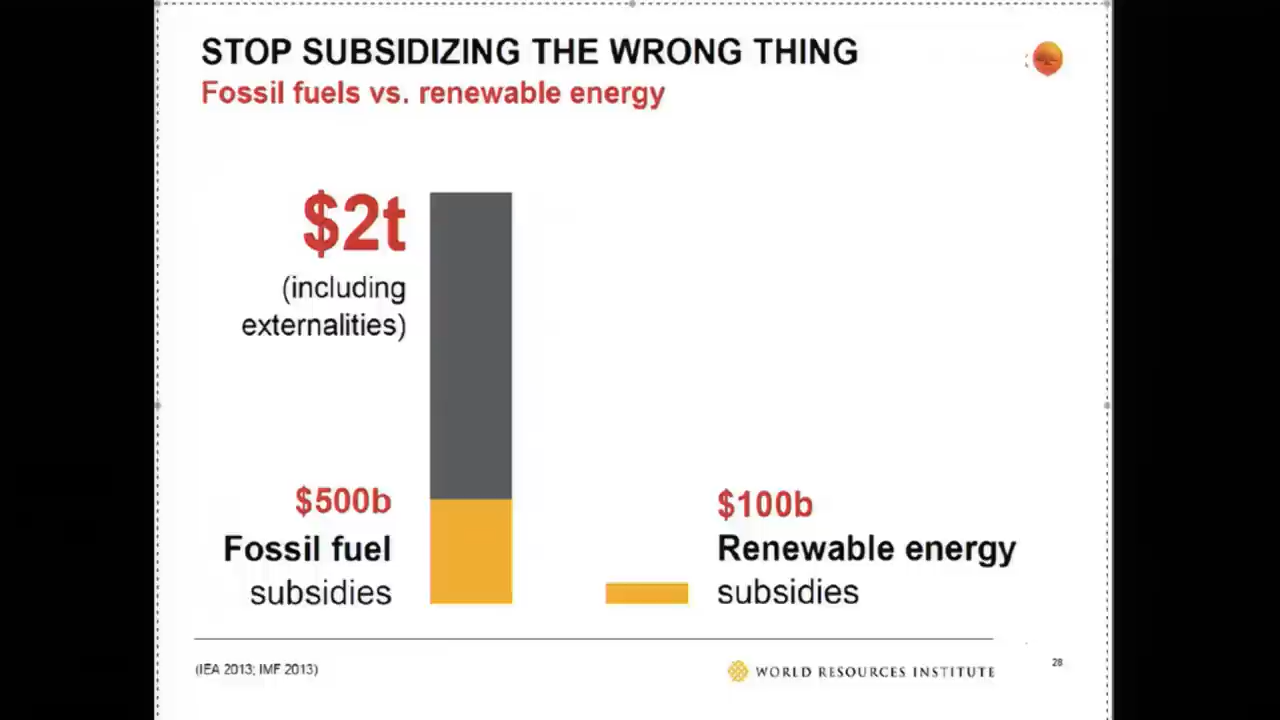 STOP SUBSIDIZING THE WRONG THING
Fossil fuels vs. renewable energy
$2t
(including
externalities)
$500b
Fossil fuel
subsidies
$100b
Renewable energy
subsidies
(IEA 2013; IMF 2013)
WORLD RESOURCES INSTITUTE
28